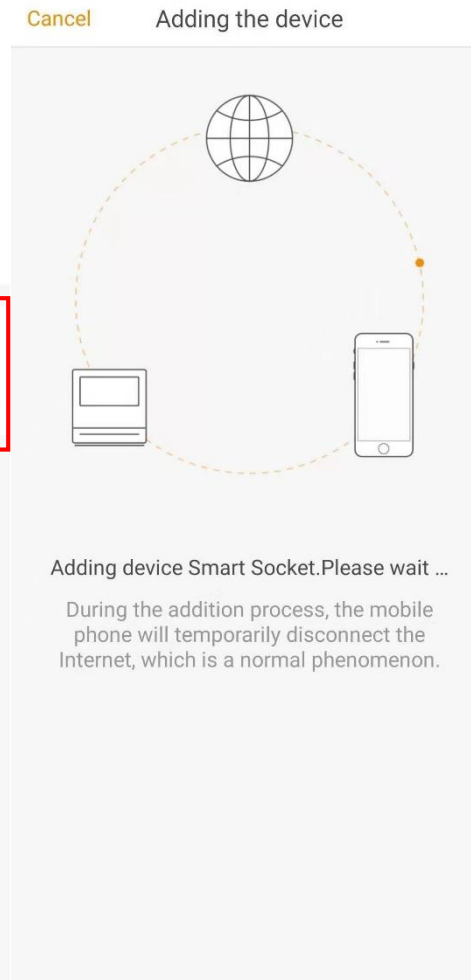 Cancel Adding the device
Adding device Smart Socket.Please wait ...
During the addition process, the mobile
phone will temporarily disconnect the
Internet, which is a normal phenomenon.